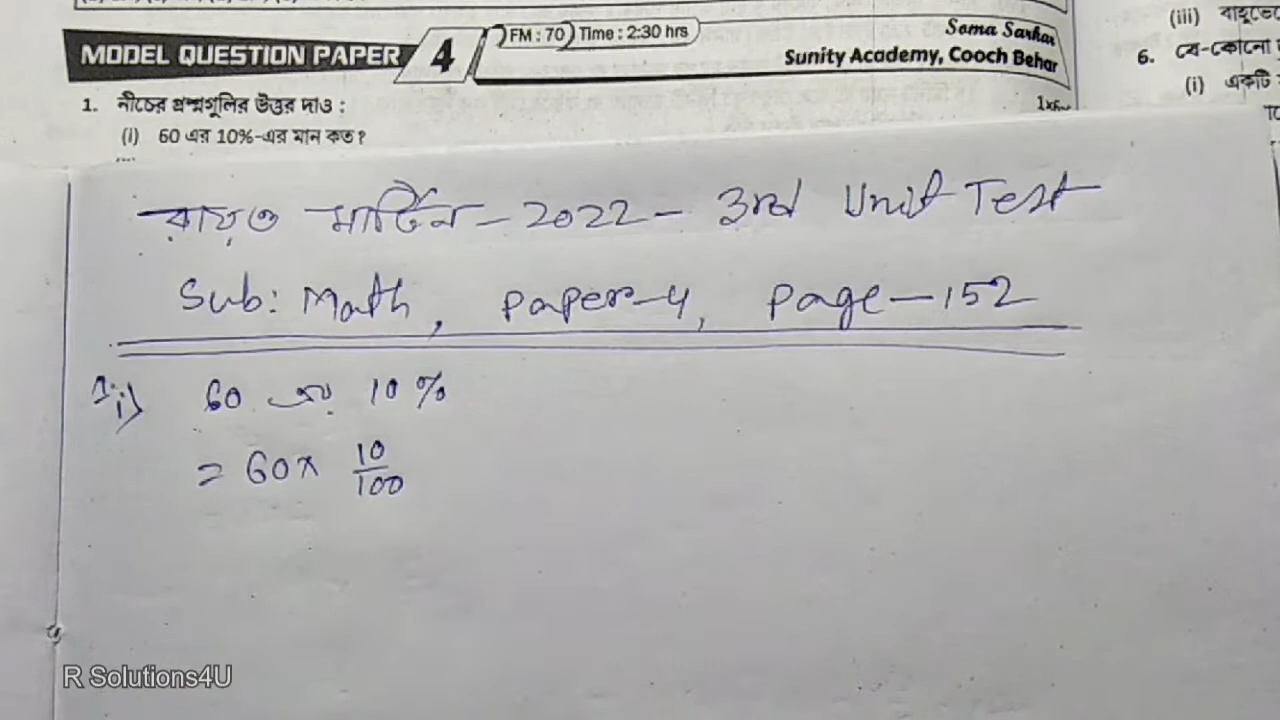 MODEL QUESTION PAPER 4
FM : 70 Time : 2:30 hrs
Soma Sarkar
Sunity Academy, Cooch Behar
1. নীচের প্রশ্নগুলির উত্তর দাও :
(i) 60 এর 10%-এর মান কত?
(iii)
6. যে-কোনো
(i) একটি
রায় ও মার্টিন - 2022 - 3rd Unit Test
Sub: Math, Paper-4, Page-152
1. i) 60 এর 10%
= 60 x 10/100
R Solutions4U